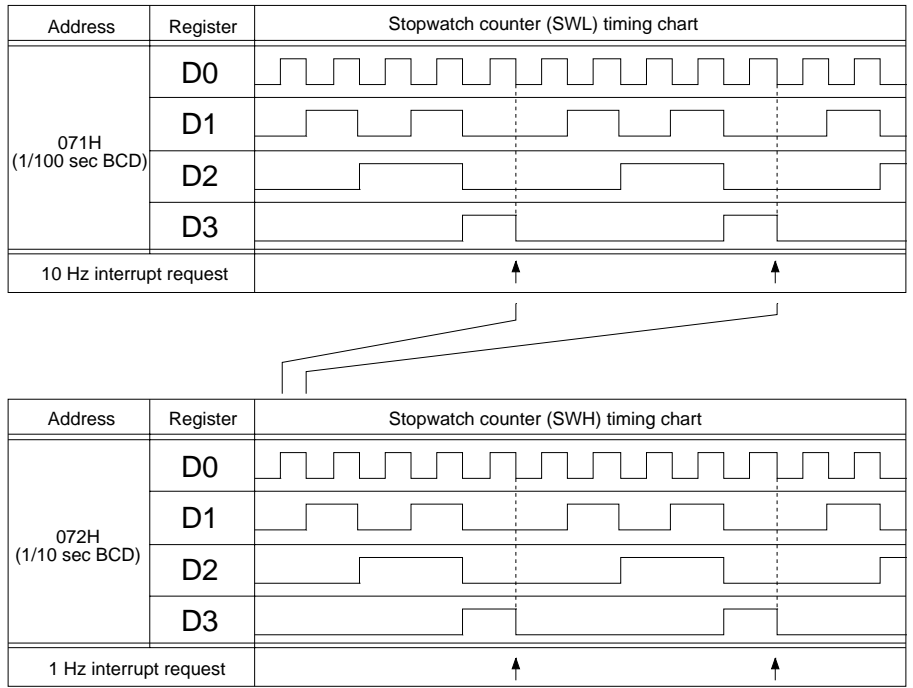 Address Register Stopwatch counter (SWL) timing chart
071H
(1/100 sec BCD)
D0
D1
D2
D3
10 Hz interrupt request
Address Register Stopwatch counter (SWH) timing chart
072H
(1/10 sec BCD)
D0
D1
D2
D3
1 Hz interrupt request